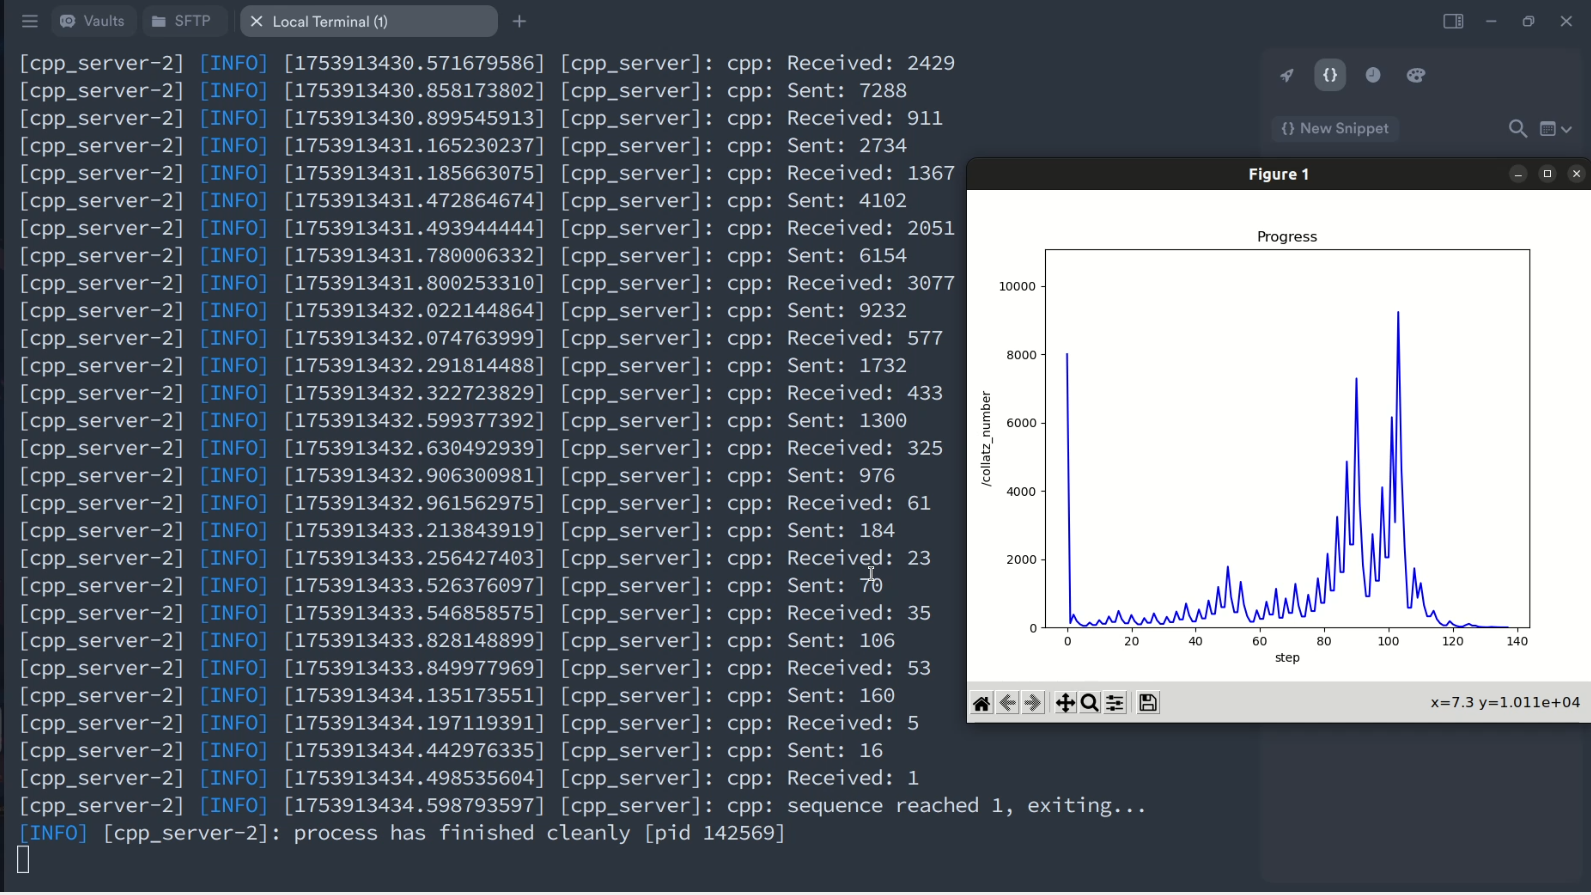 Vaults
SFTP
Local Terminal (1)
[cpp_server-2] [INFO] [1753913430.571679586] [cpp_server]: cpp: Received: 2429
[cpp_server-2] [INFO] [1753913430.858173802] [cpp_server]: cpp: Sent: 7288
[cpp_server-2] [INFO] [1753913430.899545913] [cpp_server]: cpp: Received: 911
[cpp_server-2] [INFO] [1753913431.165230237] [cpp_server]: cpp: Sent: 2734
[cpp_server-2] [INFO] [1753913431.185663075] [cpp_server]: cpp: Received: 1367
[cpp_server-2] [INFO] [1753913431.472864674] [cpp_server]: cpp: Sent: 4102
[cpp_server-2] [INFO] [1753913431.493944444] [cpp_server]: cpp: Received: 2051
[cpp_server-2] [INFO] [1753913431.780006332] [cpp_server]: cpp: Sent: 6154
[cpp_server-2] [INFO] [1753913431.800253310] [cpp_server]: cpp: Received: 3077
[cpp_server-2] [INFO] [1753913432.022144864] [cpp_server]: cpp: Sent: 9232
[cpp_server-2] [INFO] [1753913432.074763999] [cpp_server]: cpp: Received: 577
[cpp_server-2] [INFO] [1753913432.291814488] [cpp_server]: cpp: Sent: 1732
[cpp_server-2] [INFO] [1753913432.322723829] [cpp_server]: cpp: Received: 433
[cpp_server-2] [INFO] [1753913432.599377392] [cpp_server]: cpp: Sent: 1300
[cpp_server-2] [INFO] [1753913432.630492939] [cpp_server]: cpp: Received: 325
[cpp_server-2] [INFO] [1753913432.906300981] [cpp_server]: cpp: Sent: 976
[cpp_server-2] [INFO] [1753913432.961562975] [cpp_server]: cpp: Received: 61
[cpp_server-2] [INFO] [1753913433.213843919] [cpp_server]: cpp: Sent: 184
[cpp_server-2] [INFO] [1753913433.256427403] [cpp_server]: cpp: Received: 23
[cpp_server-2] [INFO] [1753913433.526376097] [cpp_server]: cpp: Sent: 70
[cpp_server-2] [INFO] [1753913433.546858575] [cpp_server]: cpp: Received: 35
[cpp_server-2] [INFO] [1753913433.828148899] [cpp_server]: cpp: Sent: 106
[cpp_server-2] [INFO] [1753913433.849977969] [cpp_server]: cpp: Received: 53
[cpp_server-2] [INFO] [1753913434.135173551] [cpp_server]: cpp: Sent: 160
[cpp_server-2] [INFO] [1753913434.197119391] [cpp_server]: cpp: Received: 5
[cpp_server-2] [INFO] [1753913434.442976335] [cpp_server]: cpp: Sent: 16
[cpp_server-2] [INFO] [1753913434.498535604] [cpp_server]: cpp: Received: 1
[cpp_server-2] [INFO] [1753913434.598793597] [cpp_server]: cpp: sequence reached 1, exiting...
[INFO] [cpp_server-2]: process has finished cleanly [pid 142569]
{} New Snippet
Figure 1
Progress
10000
8000
6000
4000
2000
0
/collatz_number
0 20 40 60 80 100 120 140
step
x=7.3 y=1.011e+04